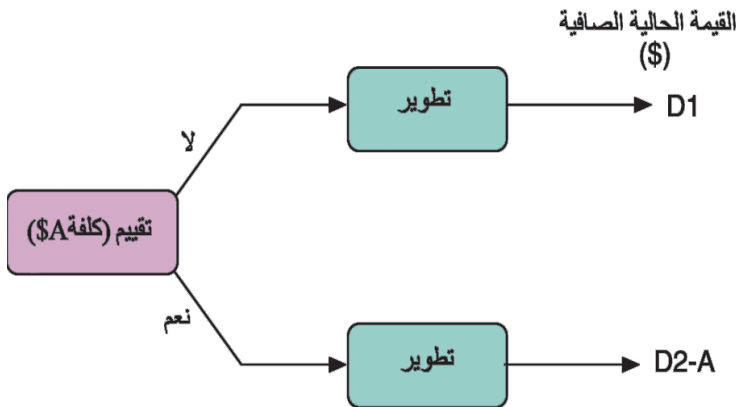 القيمة الحالية الصافية
($)
تطوير
D1
لا
تقييم (كلفة A$)
نعم
تطوير
D2-A